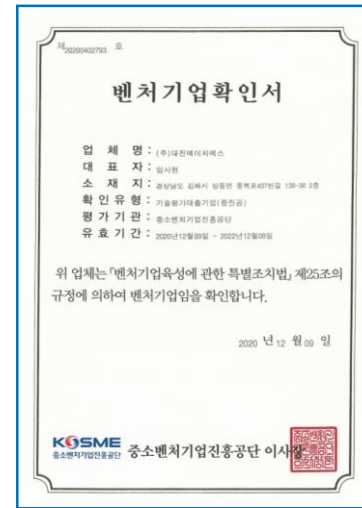 제20200402793 호
벤처기업확인서
업 체 명 : (주)대진에이치에스
대 표 자 : 임사현
소 재 지 : 경상남도 김해시 상동면 동북로437번길 138-38 2층
확 인 유 형 : 기술평가대출기업(중진공)
평 가 기 관 : 중소벤처기업진흥공단
유 효 기 간 : 2020년12월09일 ~ 2022년12월08일
위 업체는 「벤처기업육성에 관한 특별조치법」 제25조의
규정에 의하여 벤처기업임을 확인합니다.
2020 년 12 월 09 일
KOSME
중소벤처기업진흥공단 중소벤처기업진흥공단 이사장